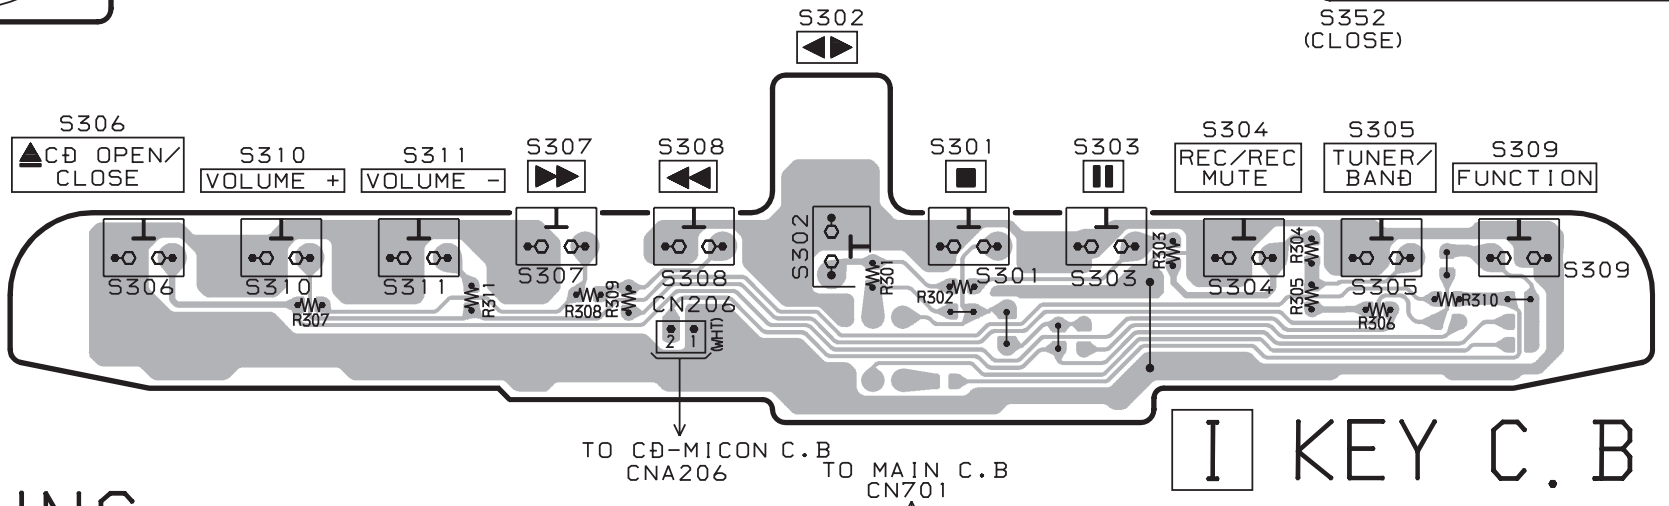 S302
◀▶
S352
(CLOSE)
S306
▲CD OPEN/
CLOSE
S310
VOLUME +
S311
VOLUME -
S307
▶▶
S308
◀◀
S301
■
S303
❚❚
S304
REC/REC
MUTE
S305
TUNER/
BAND
S309
FUNCTION
S306
S310
S311
S307
S308
S302
S301
S303
S304
S305
S309
R307
R311
R308
R309
R301
R302
R303
R304
R305
R306
R310
CN206
2 1
(WHT)
TO CD-MICON C.B
CNA206
TO MAIN C.B
CN701
I KEY C.B